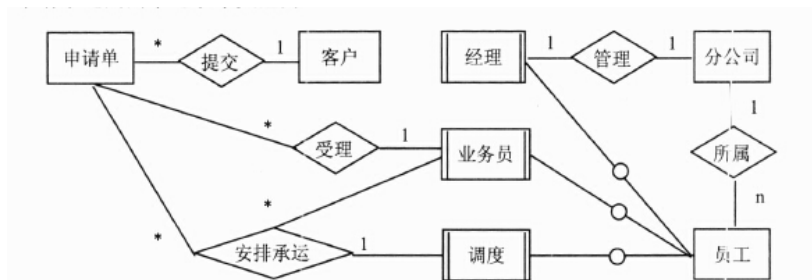 申请单 * 提交 1 客户 经理 1 管理 1 分公司
1
* 受理 1 业务员 所属
*
n
* 安排承运 1 调度 员工